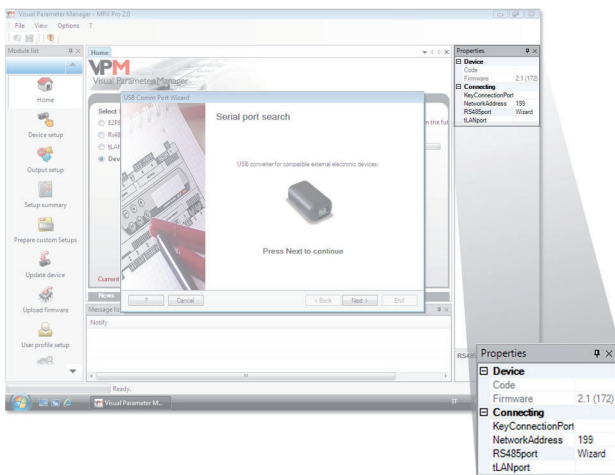 Visual Parameter Manager - MPX Pro 2.0
File View Options ?
Module list
Home
Device setup
Output setup
Setup summary
Prepare custom Setups
Update device
Upload firmware
User profile setup
Home
VPM
Visual Parameter Manager
Select
tLAN
Dev
n the fut
Current
News
USB Comm Port Wizard
Serial port search
USB converter for compatible external electronic devices:
Press Next to continue
?
Cancel
< Back
Next >
End
Message lis
Notify
Ready.
Visual Parameter M...
IT
Properties
Device
Code
Firmware 2.1 (172)
Connecting
KeyConnectionPort
NetworkAddress 199
RS485port Wizard
tLANport
RS48
Properties
Device
Code
Firmware 2.1 (172)
Connecting
KeyConnectionPort
NetworkAddress 199
RS485port Wizard
tLANport